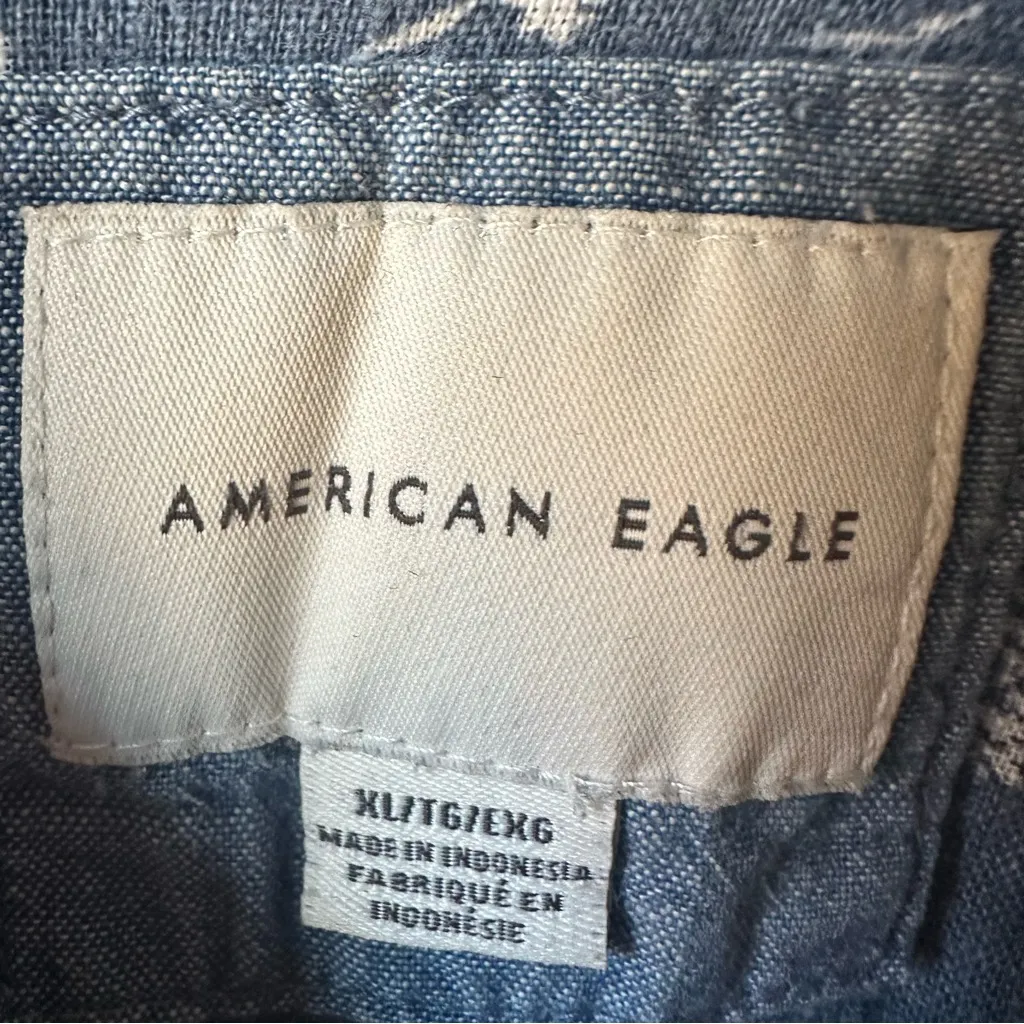 AMERICAN EAGLE
XL/TG/EXG
MADE IN INDONESIA
FABRIQUÉ EN
INDONÉSIE